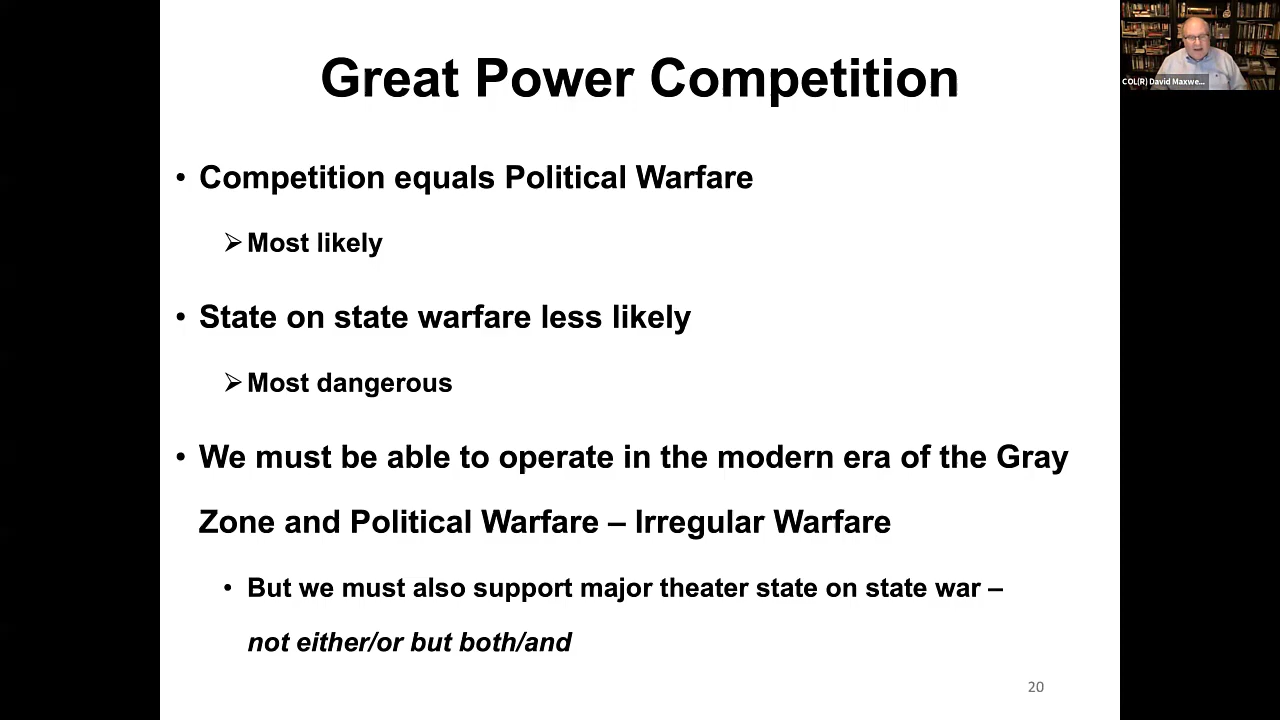 Great Power Competition
COL(R) David Maxwe...
• Competition equals Political Warfare
➢ Most likely
• State on state warfare less likely
➢ Most dangerous
• We must be able to operate in the modern era of the Gray
Zone and Political Warfare – Irregular Warfare
• But we must also support major theater state on state war –
not either/or but both/and
20